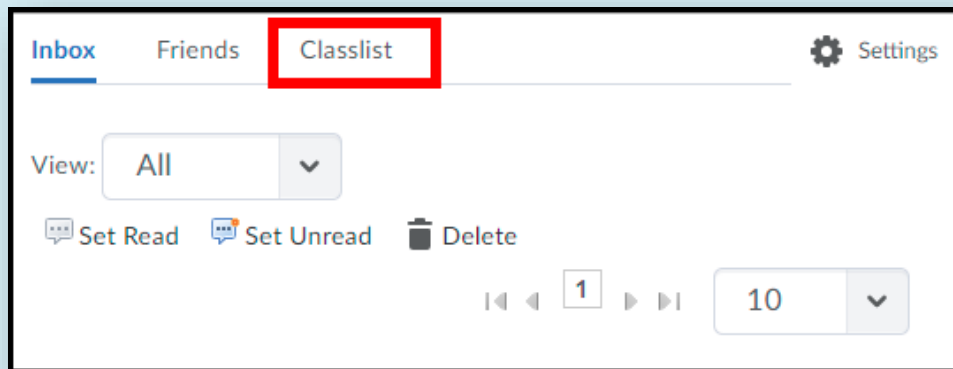 Inbox Friends Classlist Settings
View: All
Set Read Set Unread Delete
1 10